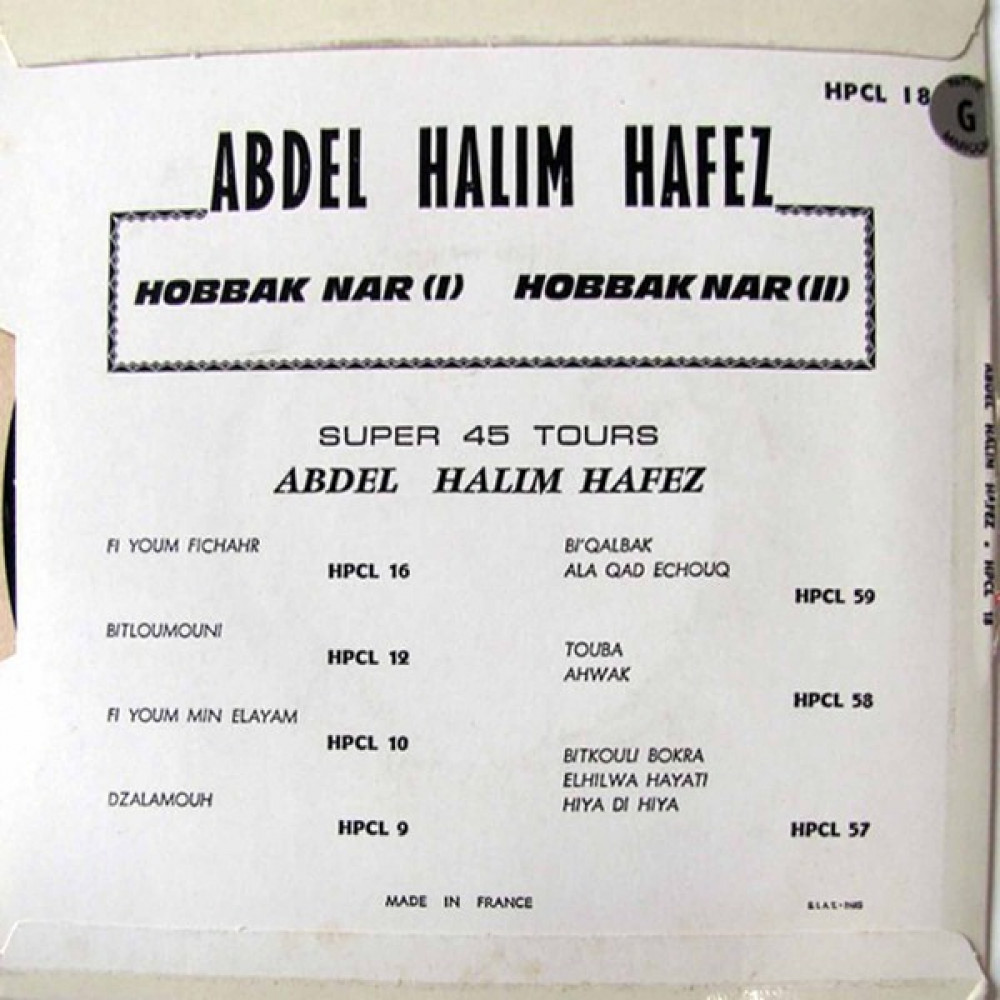 HPCL 18
G
ABDEL HALIM HAFEZ
HOBBAK NAR (I) HOBBAK NAR (II)
SUPER 45 TOURS
ABDEL HALIM HAFEZ
FI YOUM FICHAHR
HPCL 16
BITLOUMOUNI
HPCL 12
FI YOUM MIN ELAYAM
HPCL 10
DZALAMOUH
HPCL 9
BI'QALBAK
ALA QAD ECHOUQ
HPCL 59
TOUBA
AHWAK
HPCL 58
BITKOULI BOKRA
ELHILWA HAYATI
HIYA DI HIYA
HPCL 57
MADE IN FRANCE
ABDEL HALIM HAFEZ • HPCL 18